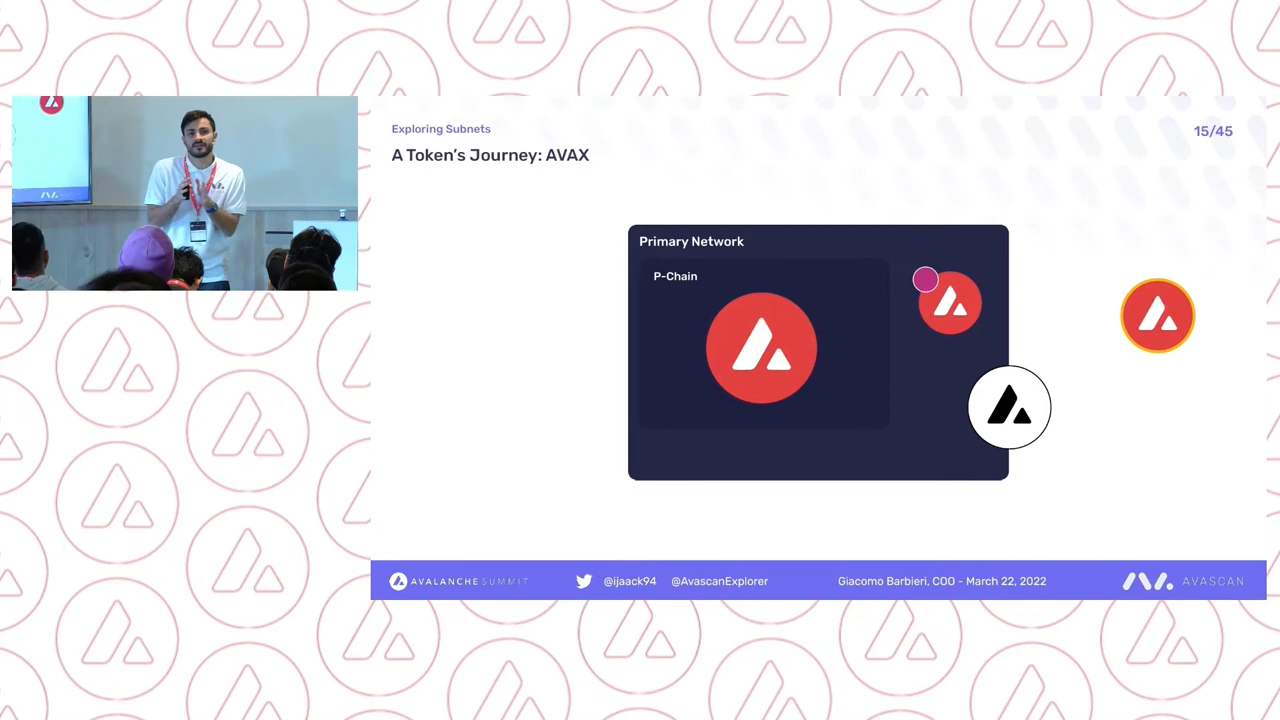 Exploring Subnets
15/45
A Token's Journey: AVAX
Primary Network
P-Chain
AVALANCHE SUMMIT
@ijaack94
@AvascanExplorer
Giacomo Barbieri, COO - March 22, 2022
AVASCAN